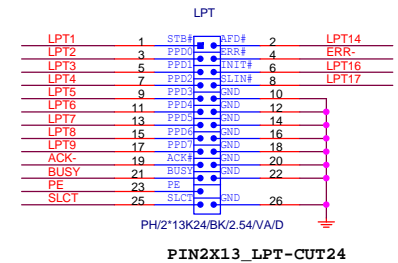 LPT
LPT1 1 STB# AFD# 2 LPT14
LPT2 3 PPD0 ERR# 4 ERR-
LPT3 5 PPD1 INIT# 6 LPT16
LPT4 7 PPD2 SLIN# 8 LPT17
LPT5 9 PPD3 GND 10
LPT6 11 PPD4 GND 12
LPT7 13 PPD5 GND 14
LPT8 15 PPD6 GND 16
LPT9 17 PPD7 GND 18
ACK- 19 ACK# GND 20
BUSY 21 BUSY GND 22
PE 23 PE
SLCT 25 SLCT GND 26
PH/2*13K24/BK/2.54/VA/D
PIN2X13_LPT-CUT24